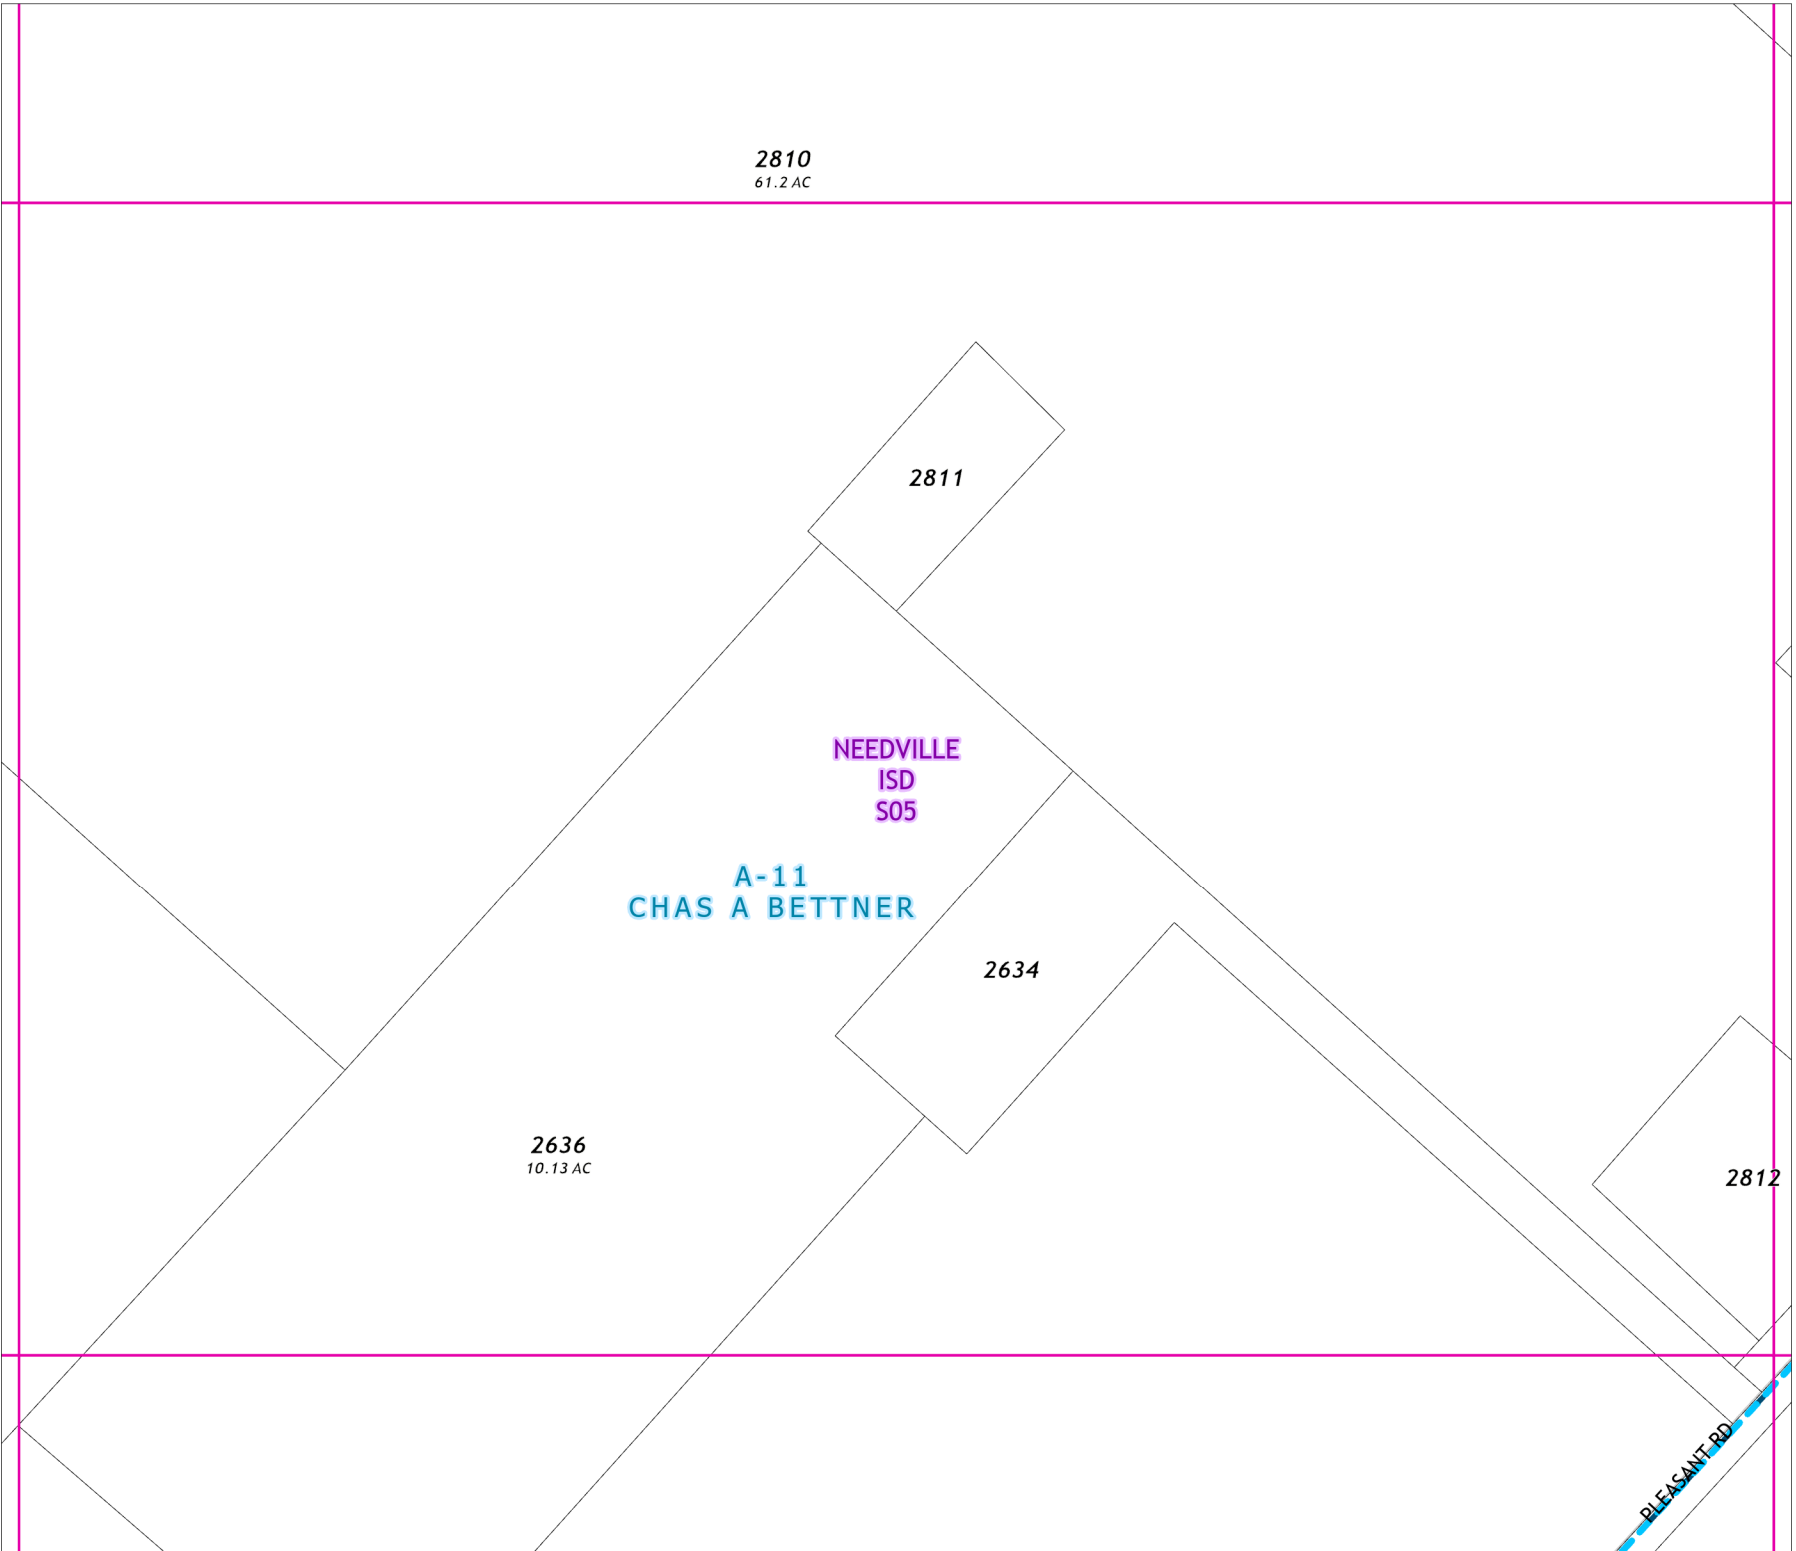 2810
61.2 AC
2811
NEEDVILLE
ISD
S05
A-11
CHAS A BETTNER
2634
2636
10.13 AC
2812
PLEASANT RD